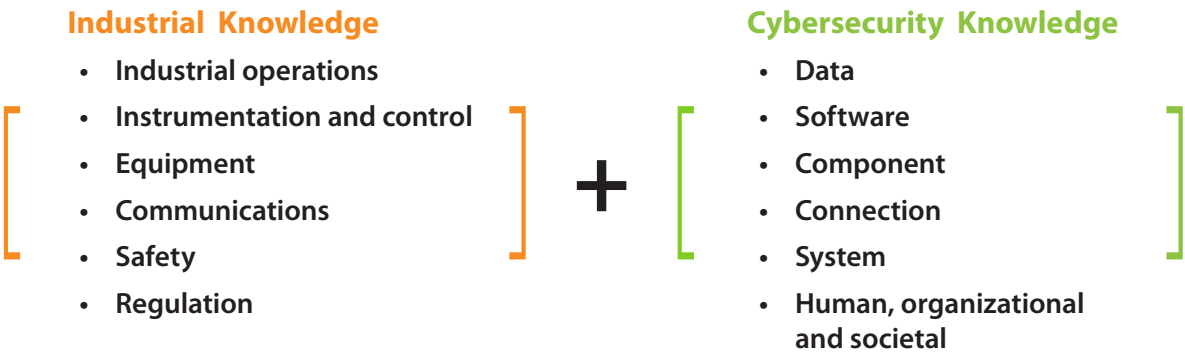 Industrial Knowledge
• Industrial operations
• Instrumentation and control
• Equipment
• Communications
• Safety
• Regulation
+
Cybersecurity Knowledge
• Data
• Software
• Component
• Connection
• System
• Human, organizational
and societal